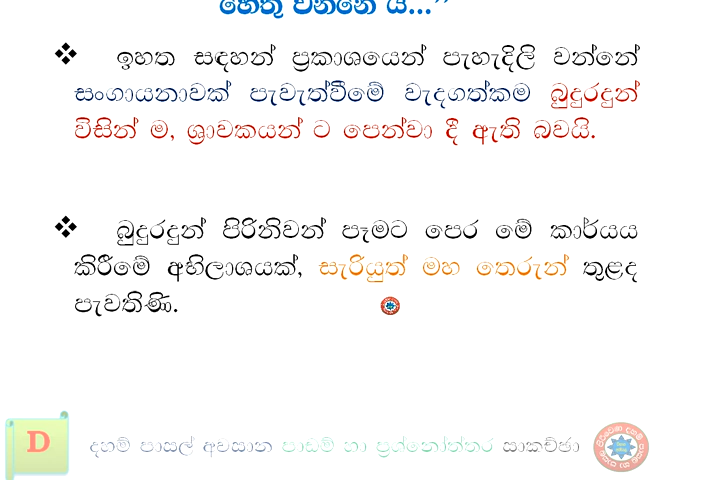 හේතු වන්නේ ය...”
❖ ඉහත සඳහන් ප්‍රකාශයෙන් පැහැදිලි වන්නේ
සංගායනාවක් පැවැත්වීමේ වැදගත්කම බුදුරදුන්
විසින් ම, ශ්‍රාවකයන් ට පෙන්වා දී ඇති බවයි.
❖ බුදුරදුන් පිරිනිවන් පෑමට පෙර මේ කාර්යය
කිරීමේ අභිලාශයක්, සැරියුත් මහ තෙරුන් තුළද
පැවතිණි.
D
දහම් පාසල් අවසාන පාඩම් හා ප්‍රශ්නෝත්තර සාකච්ඡා